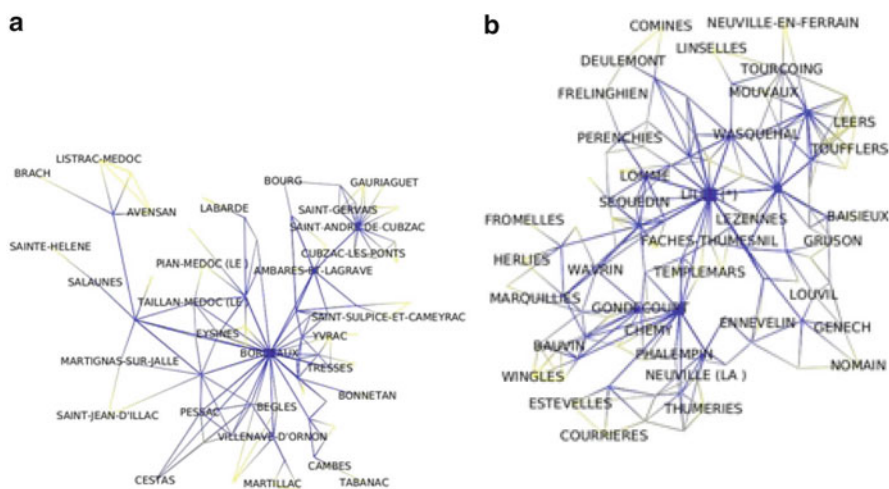 a
LISTRAC-MEDOC
BRACH
BOURG
GAURIAGUET
AVENSAN
LABARDE
SAINT-GERVAIS
SAINT-ANDRE-DE-CUBZAC
SAINTE-HELENE
CUBZAC-LES-PONTS
PIAN-MEDOC (LE )
AMBARES-ET-LAGRAVE
SALAUNES
TAILLAN-MEDOC (LE )
SAINT-SULPICE-ET-CAMEYRAC
EYSINES
YVRAC
BORDEAUX
MARTIGNAS-SUR-JALLE
TRESSES
BONNETAN
SAINT-JEAN-D'ILLAC
PESSAC
BEGLES
VILLENAVE-D'ORNON
CAMBES
CESTAS
MARTILLAC
TABANAC
b
COMINES
NEUVILLE-EN-FERRAIN
LINSELLES
DEULEMONT
TOURCOING
FRELINGHIEN
MOUVAUX
LEERS
PERENCHIES
WASQUEHAL
TOUFFLERS
LOMME
(*)
SEQUEDIN
LEZENNES
BAISIEUX
FROMELLES
FACHES-THUMESNIL
GRUSON
HERLIES
WAVRIN
TEMPLEMARS
MARQUILLIES
LOUVIL
GONDECOURT
CHEMY
ENNEVELIN
GENECH
BAUVIN
PHALEMPIN
NOMAIN
WINGLES
NEUVILLE (LA )
ESTEVELLES
THUMERIES
COURRIERES